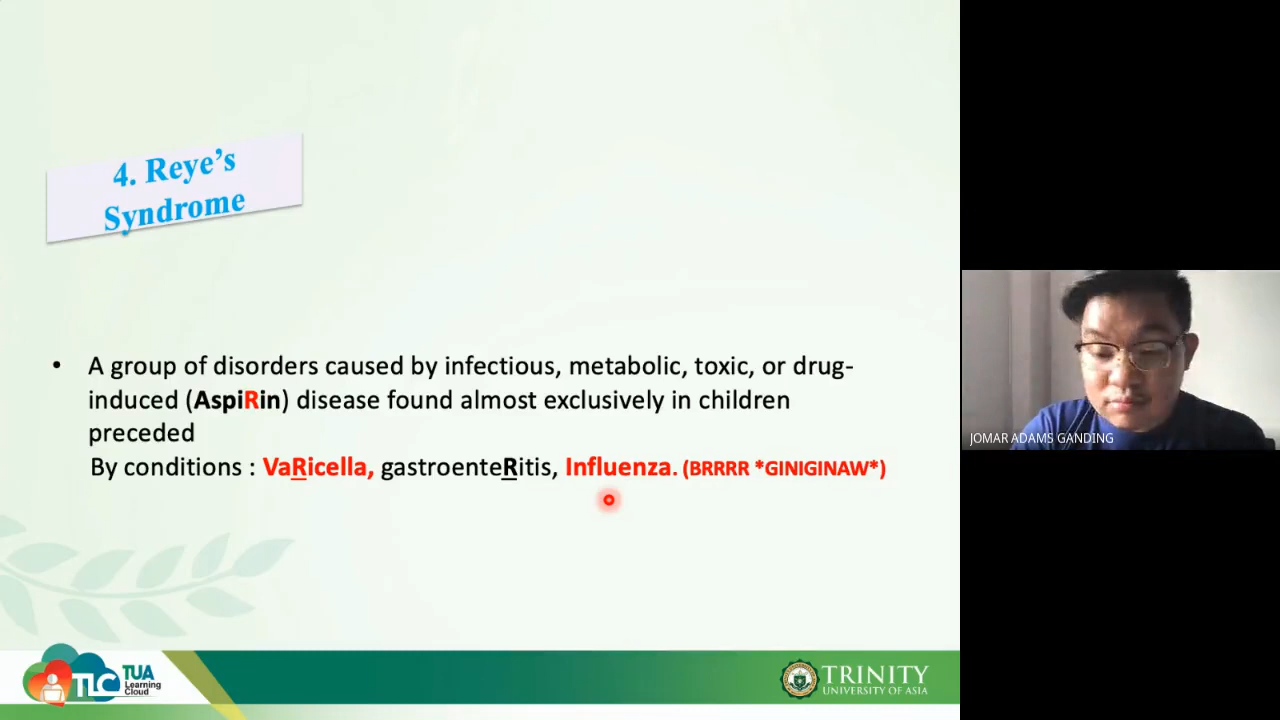 4. Reye's
Syndrome
• A group of disorders caused by infectious, metabolic, toxic, or drug-
induced (AspiRin) disease found almost exclusively in children
preceded
By conditions : VaRicella, gastroenteRitis, Influenza. (BRRRR *GINIGINAW*)
JOMAR ADAMS GANDING
TLC
TUA
Learning
Cloud
TRINITY
UNIVERSITY OF ASIA